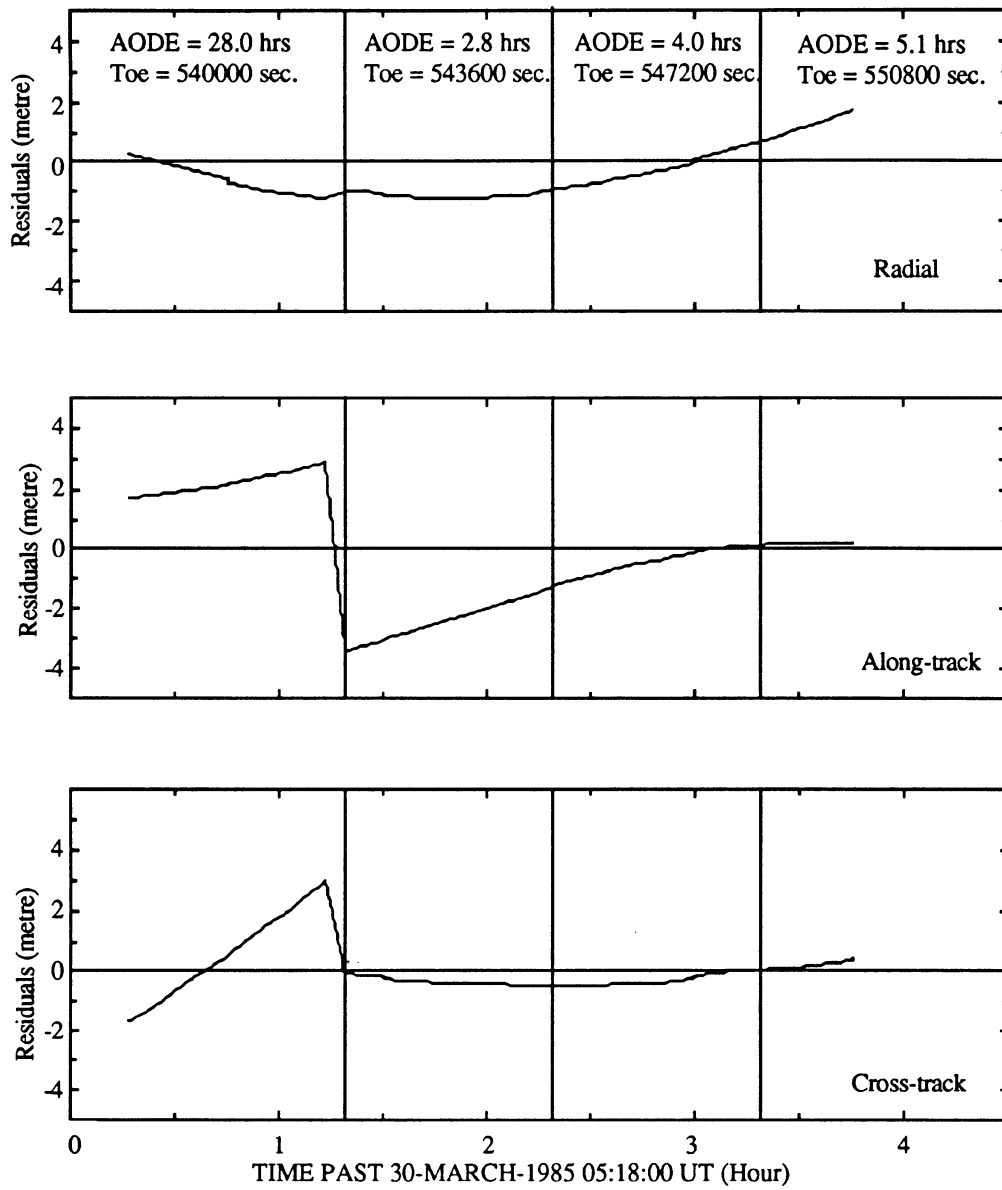 AODE = 28.0 hrs AODE = 2.8 hrs AODE = 4.0 hrs AODE = 5.1 hrs
Toe = 540000 sec. Toe = 543600 sec. Toe = 547200 sec. Toe = 550800 sec.
4
2
0
-2
-4
Residuals (metre)
Radial
4
2
0
-2
-4
Residuals (metre)
Along-track
4
2
0
-2
-4
Residuals (metre)
Cross-track
0 1 2 3 4
TIME PAST 30-MARCH-1985 05:18:00 UT (Hour)